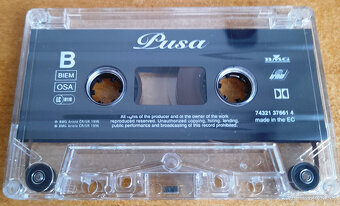 Pusa
B
BMG
BIEM
OSA
74321 37661 4
made in the EC
All rights of the producer and of the owner of the work
reproduced reserved. Unauthorized copying, hiring, lending,
public performance and broadcasting of this record prohibited.